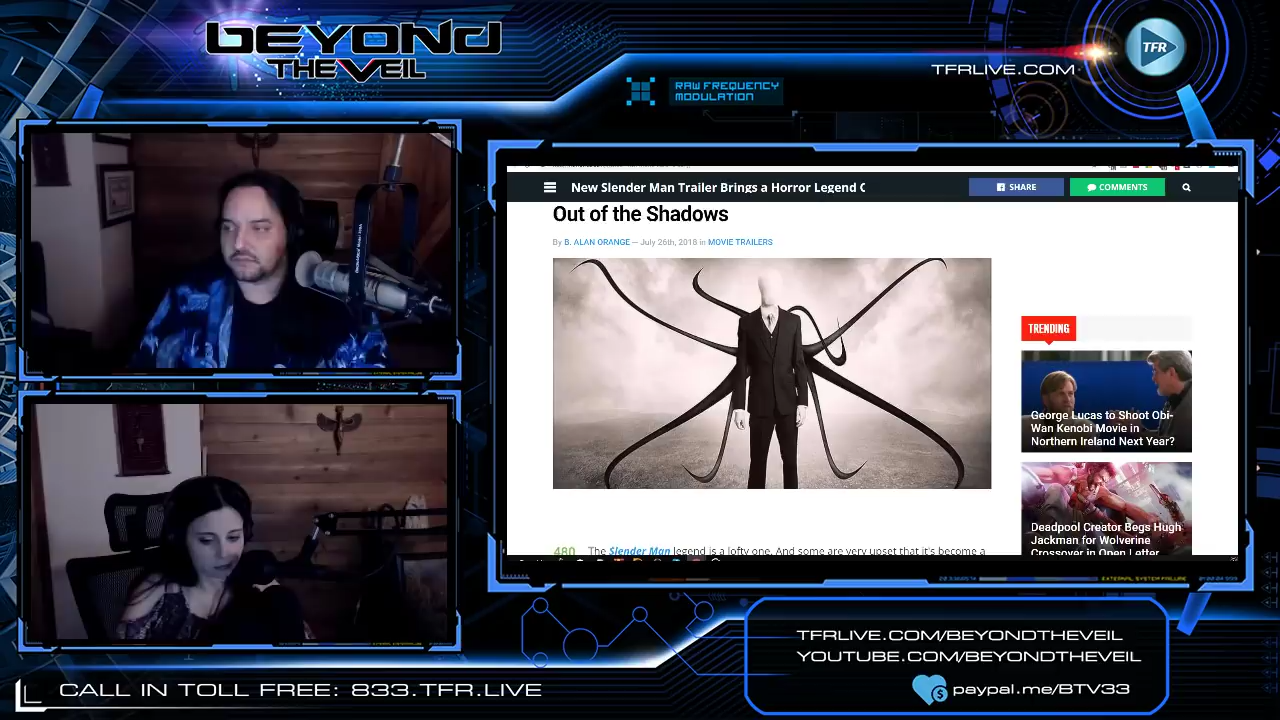 BEYOND
THE VEIL
TFR
TFRLIVE.COM
RAW FREQUENCY
MODULATION
New Slender Man Trailer Brings a Horror Legend
SHARE
COMMENTS
Out of the Shadows
By B. ALAN ORANGE — July 26th, 2018 in MOVIE TRAILERS
TRENDING
George Lucas to Shoot Obi-
Wan Kenobi Movie in
Northern Ireland Next Year?
Deadpool Creator Begs Hugh
Jackman for Wolverine
Crossover in Open Letter
480
The Slender Man legend is a lofty one. And some are very upset that it's become a
EXTERNAL SYSTEM FAILURE
TFRLIVE.COM/BEYONDTHEVEIL
YOUTUBE.COM/BEYONDTHEVEIL
paypal.me/BTV33
CALL IN TOLL FREE: 833.TFR.LIVE